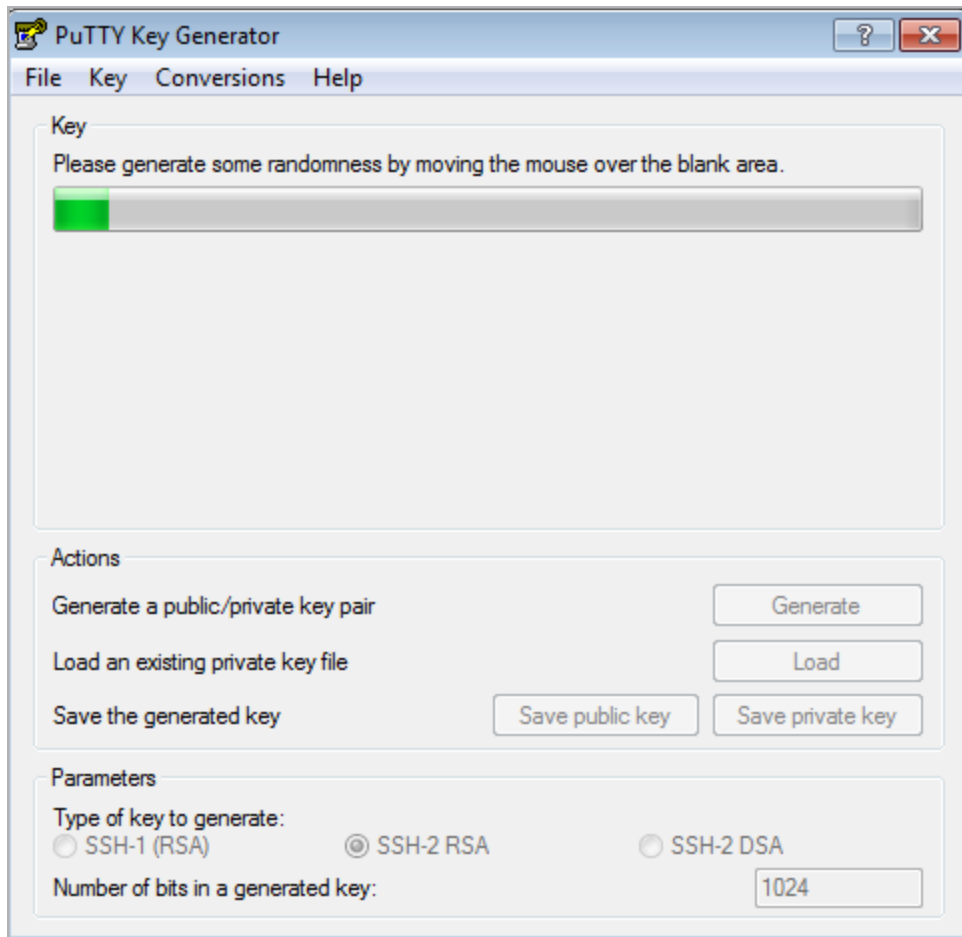 PuTTY Key Generator
File Key Conversions Help
Key
Please generate some randomness by moving the mouse over the blank area.
Actions
Generate a public/private key pair Generate
Load an existing private key file Load
Save the generated key Save public key Save private key
Parameters
Type of key to generate:
SSH-1 (RSA) SSH-2 RSA SSH-2 DSA
Number of bits in a generated key: 1024